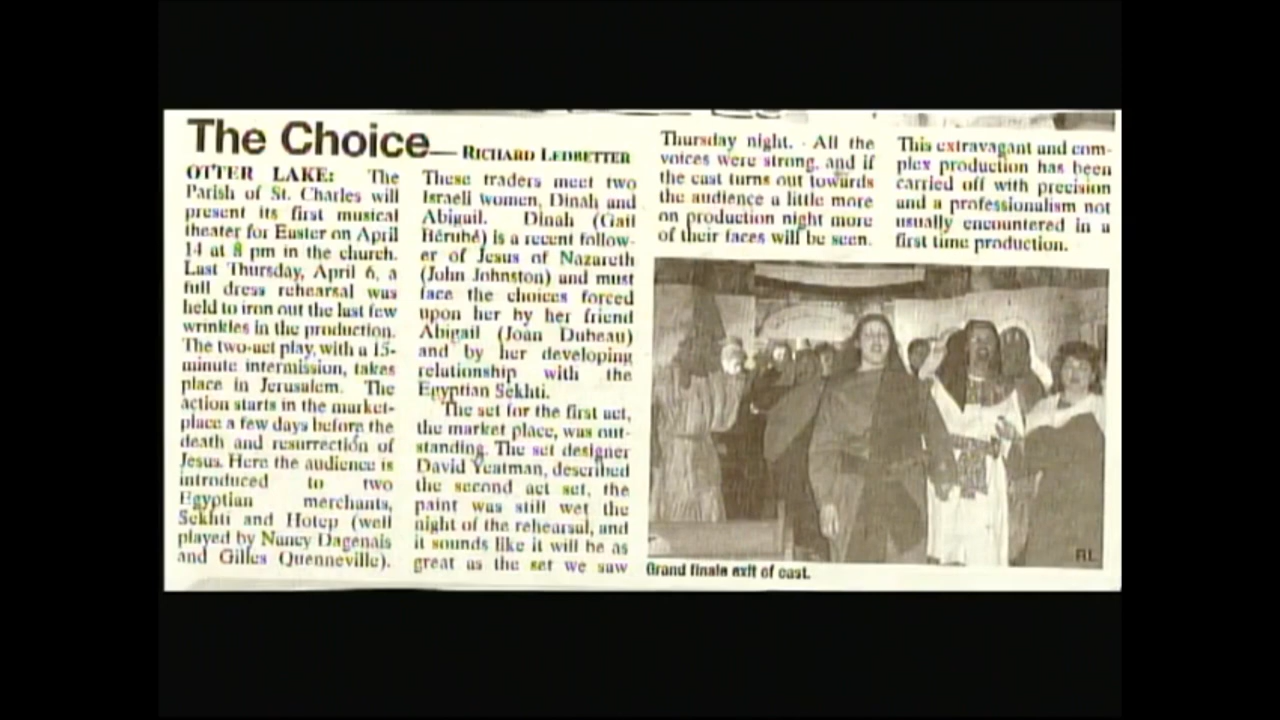 The Choice— RICHARD LEDBETTER
OTTER LAKE: The
Parish of St. Charles will
present its first musical
theater for Easter on April
14 at 8 pm in the church.
Last Thursday, April 6, a
full dress rehearsal was
held to iron out the last few
wrinkles in the production.
The two-act play, with a 15-
minute intermission, takes
place in Jerusalem. The
action starts in the market-
place a few days before the
death and resurrection of
Jesus. Here the audience is
introduced to two
Egyptian merchants,
Sekhti and Hotep (well
played by Nancy Dagenais
and Gilles Quenneville).
These traders meet two
Israeli women, Dinah and
Abigail. Dinah (Gail
Béruhé) is a recent follow-
er of Jesus of Nazareth
(John Johnston) and must
face the choices forced
upon her by her friend
Abigail (Joan Dubeau)
and by her developing
relationship with the
Egyptian Sekhti.
The set for the first act,
the market place, was out-
standing. The set designer
David Yeatman, described
the second act set, the
paint was still wet the
night of the rehearsal, and
it sounds like it will be as
great as the set we saw
Thursday night. All the
voices were strong, and if
the cast turns out towards
the audience a little more
on production night more
of their faces will be seen.
This extravagant and com-
plex production has been
carried off with precision
and a professionalism not
usually encountered in a
first time production.
RL
Grand finale exit of cast.